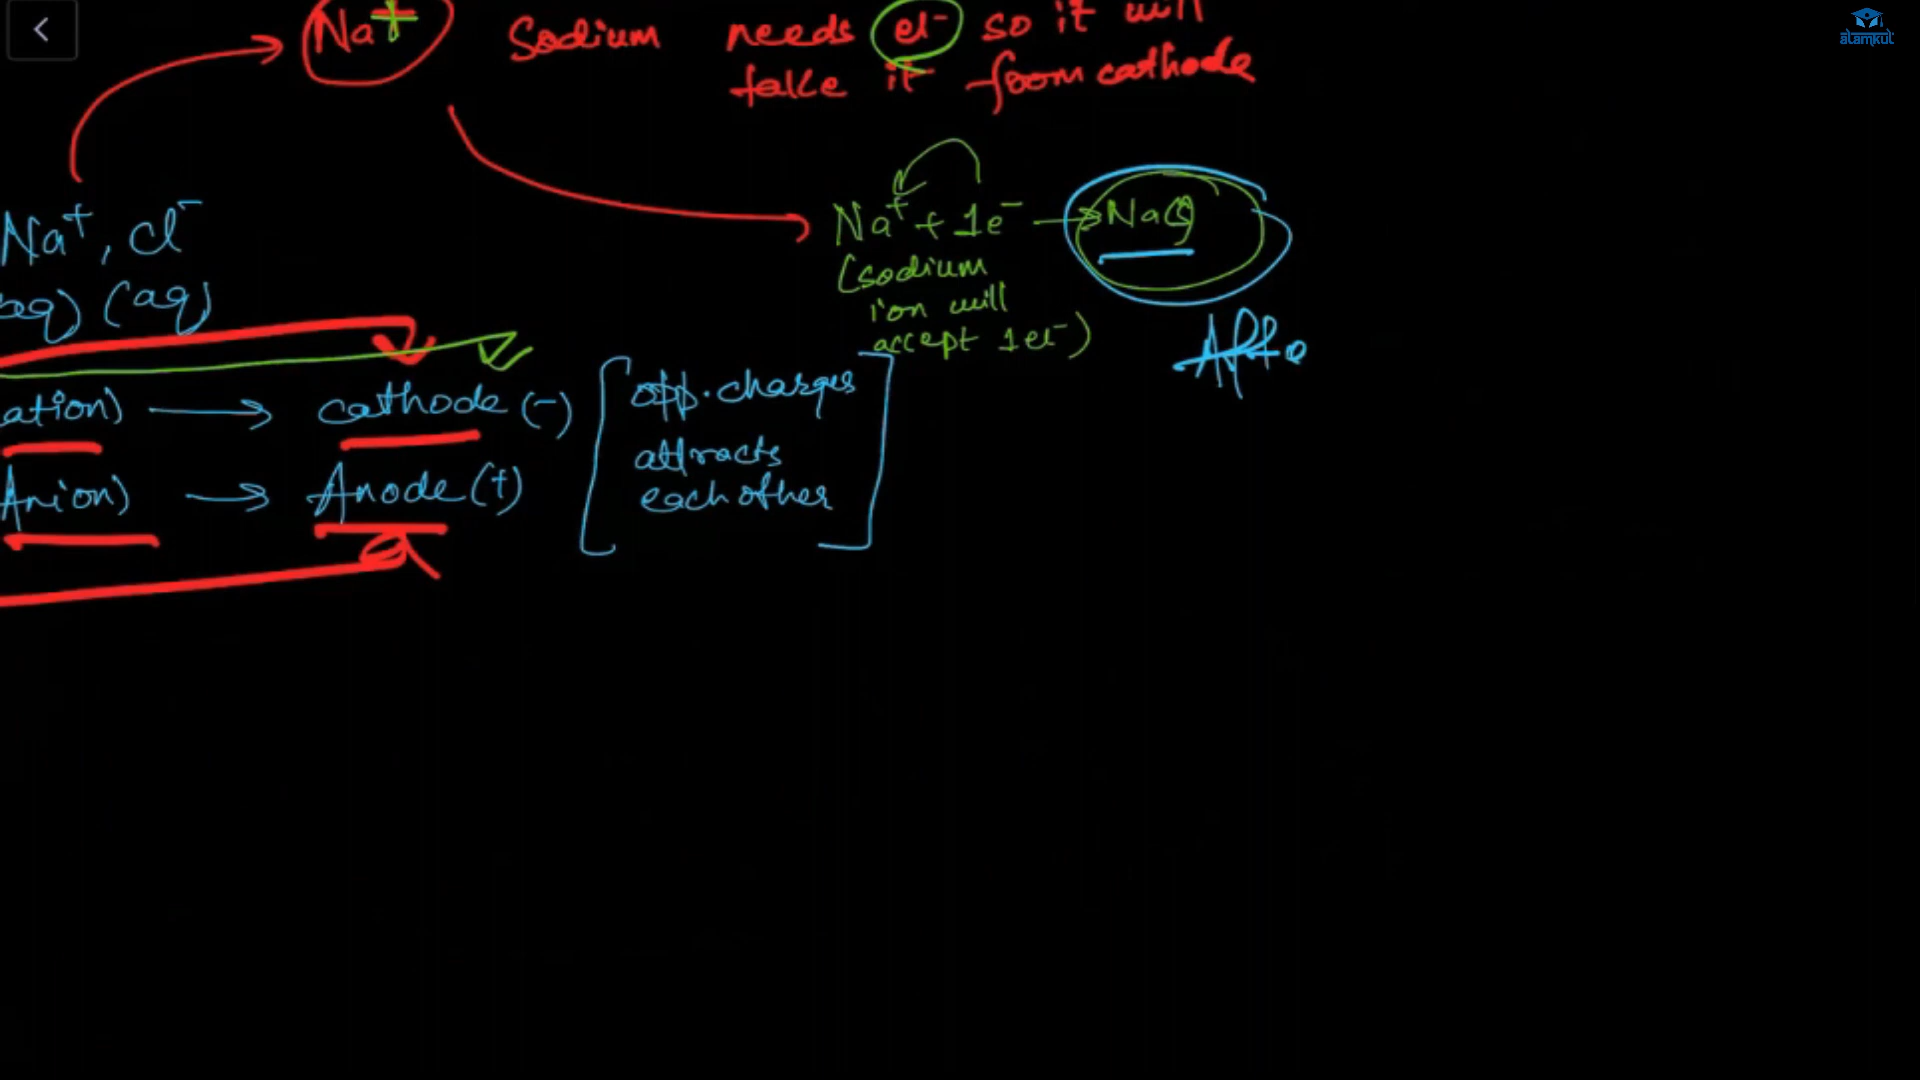 Na+ Sodium needs el- so it will
take it from cathode
Na+, Cl-
aq) (aq)
Na+ + 1e- → Na(s)
(sodium
ion will
accept 1el-)
ation) → cathode (-)
Anion) → Anode (+)
[opp. charges
attracts
each other]
alamkul